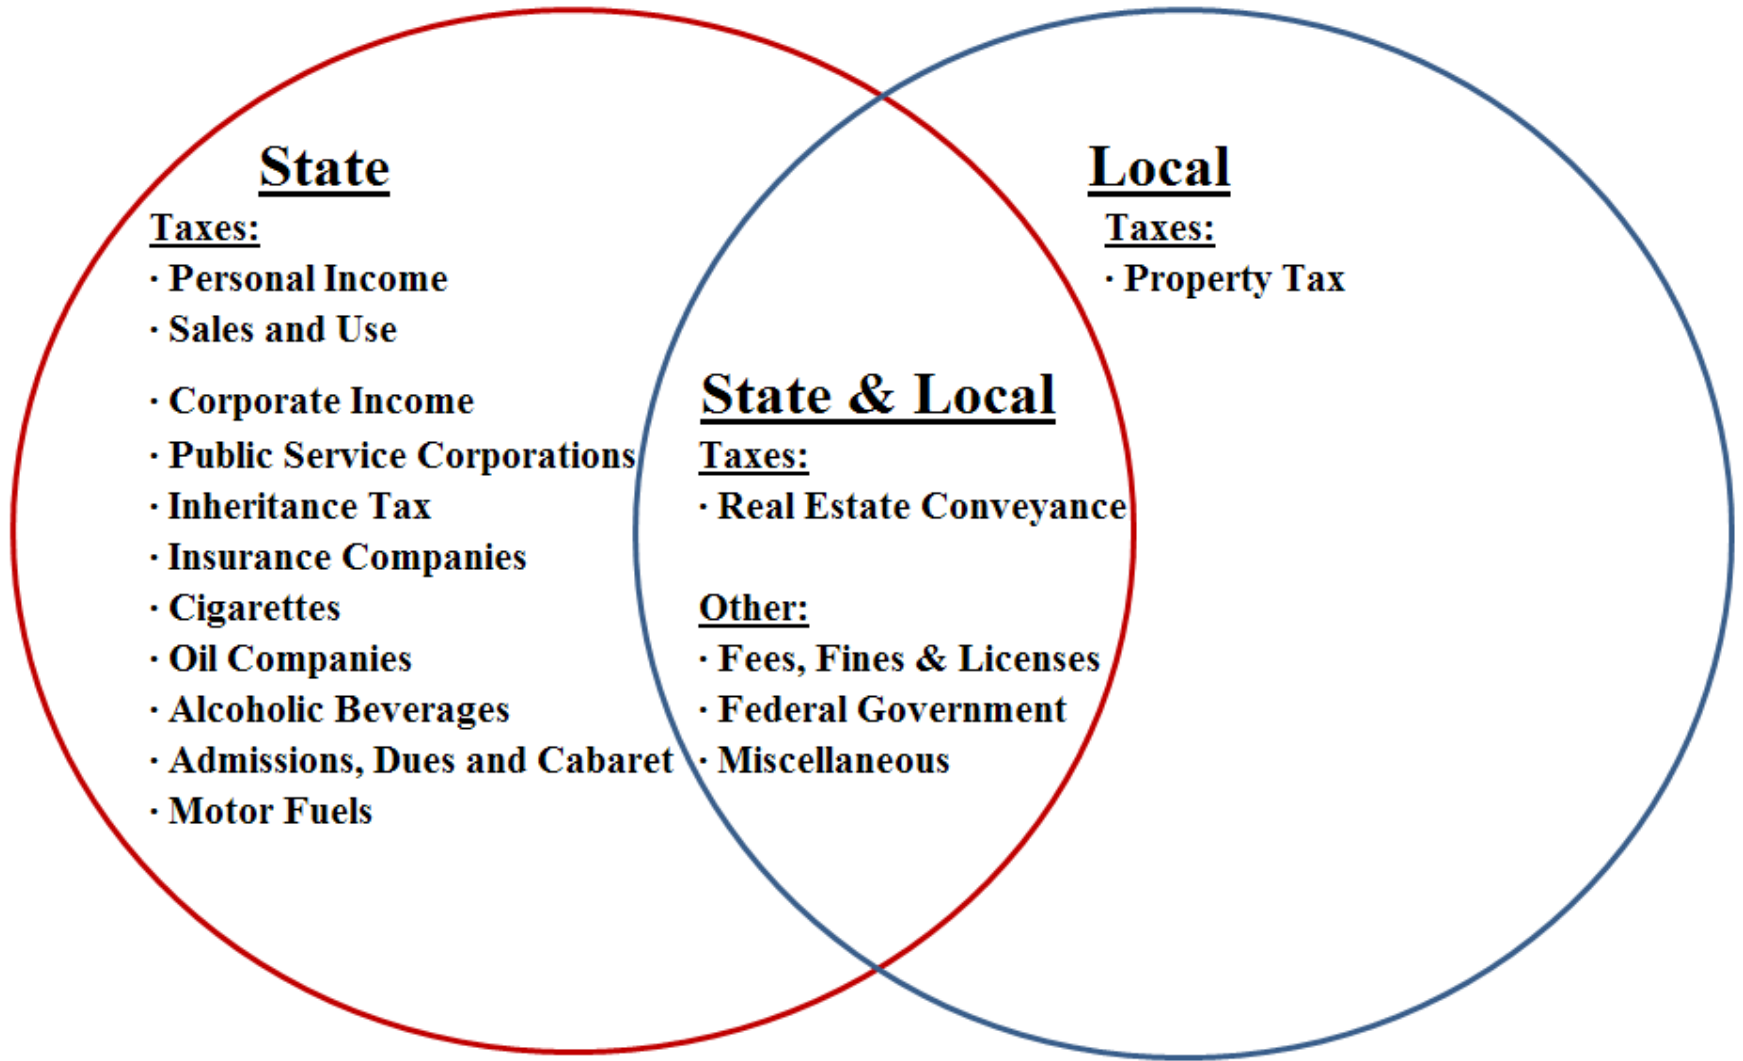 State
Taxes:
· Personal Income
· Sales and Use
· Corporate Income
· Public Service Corporations
· Inheritance Tax
· Insurance Companies
· Cigarettes
· Oil Companies
· Alcoholic Beverages
· Admissions, Dues and Cabaret
· Motor Fuels
State & Local
Taxes:
· Real Estate Conveyance
Other:
· Fees, Fines & Licenses
· Federal Government
· Miscellaneous
Local
Taxes:
· Property Tax